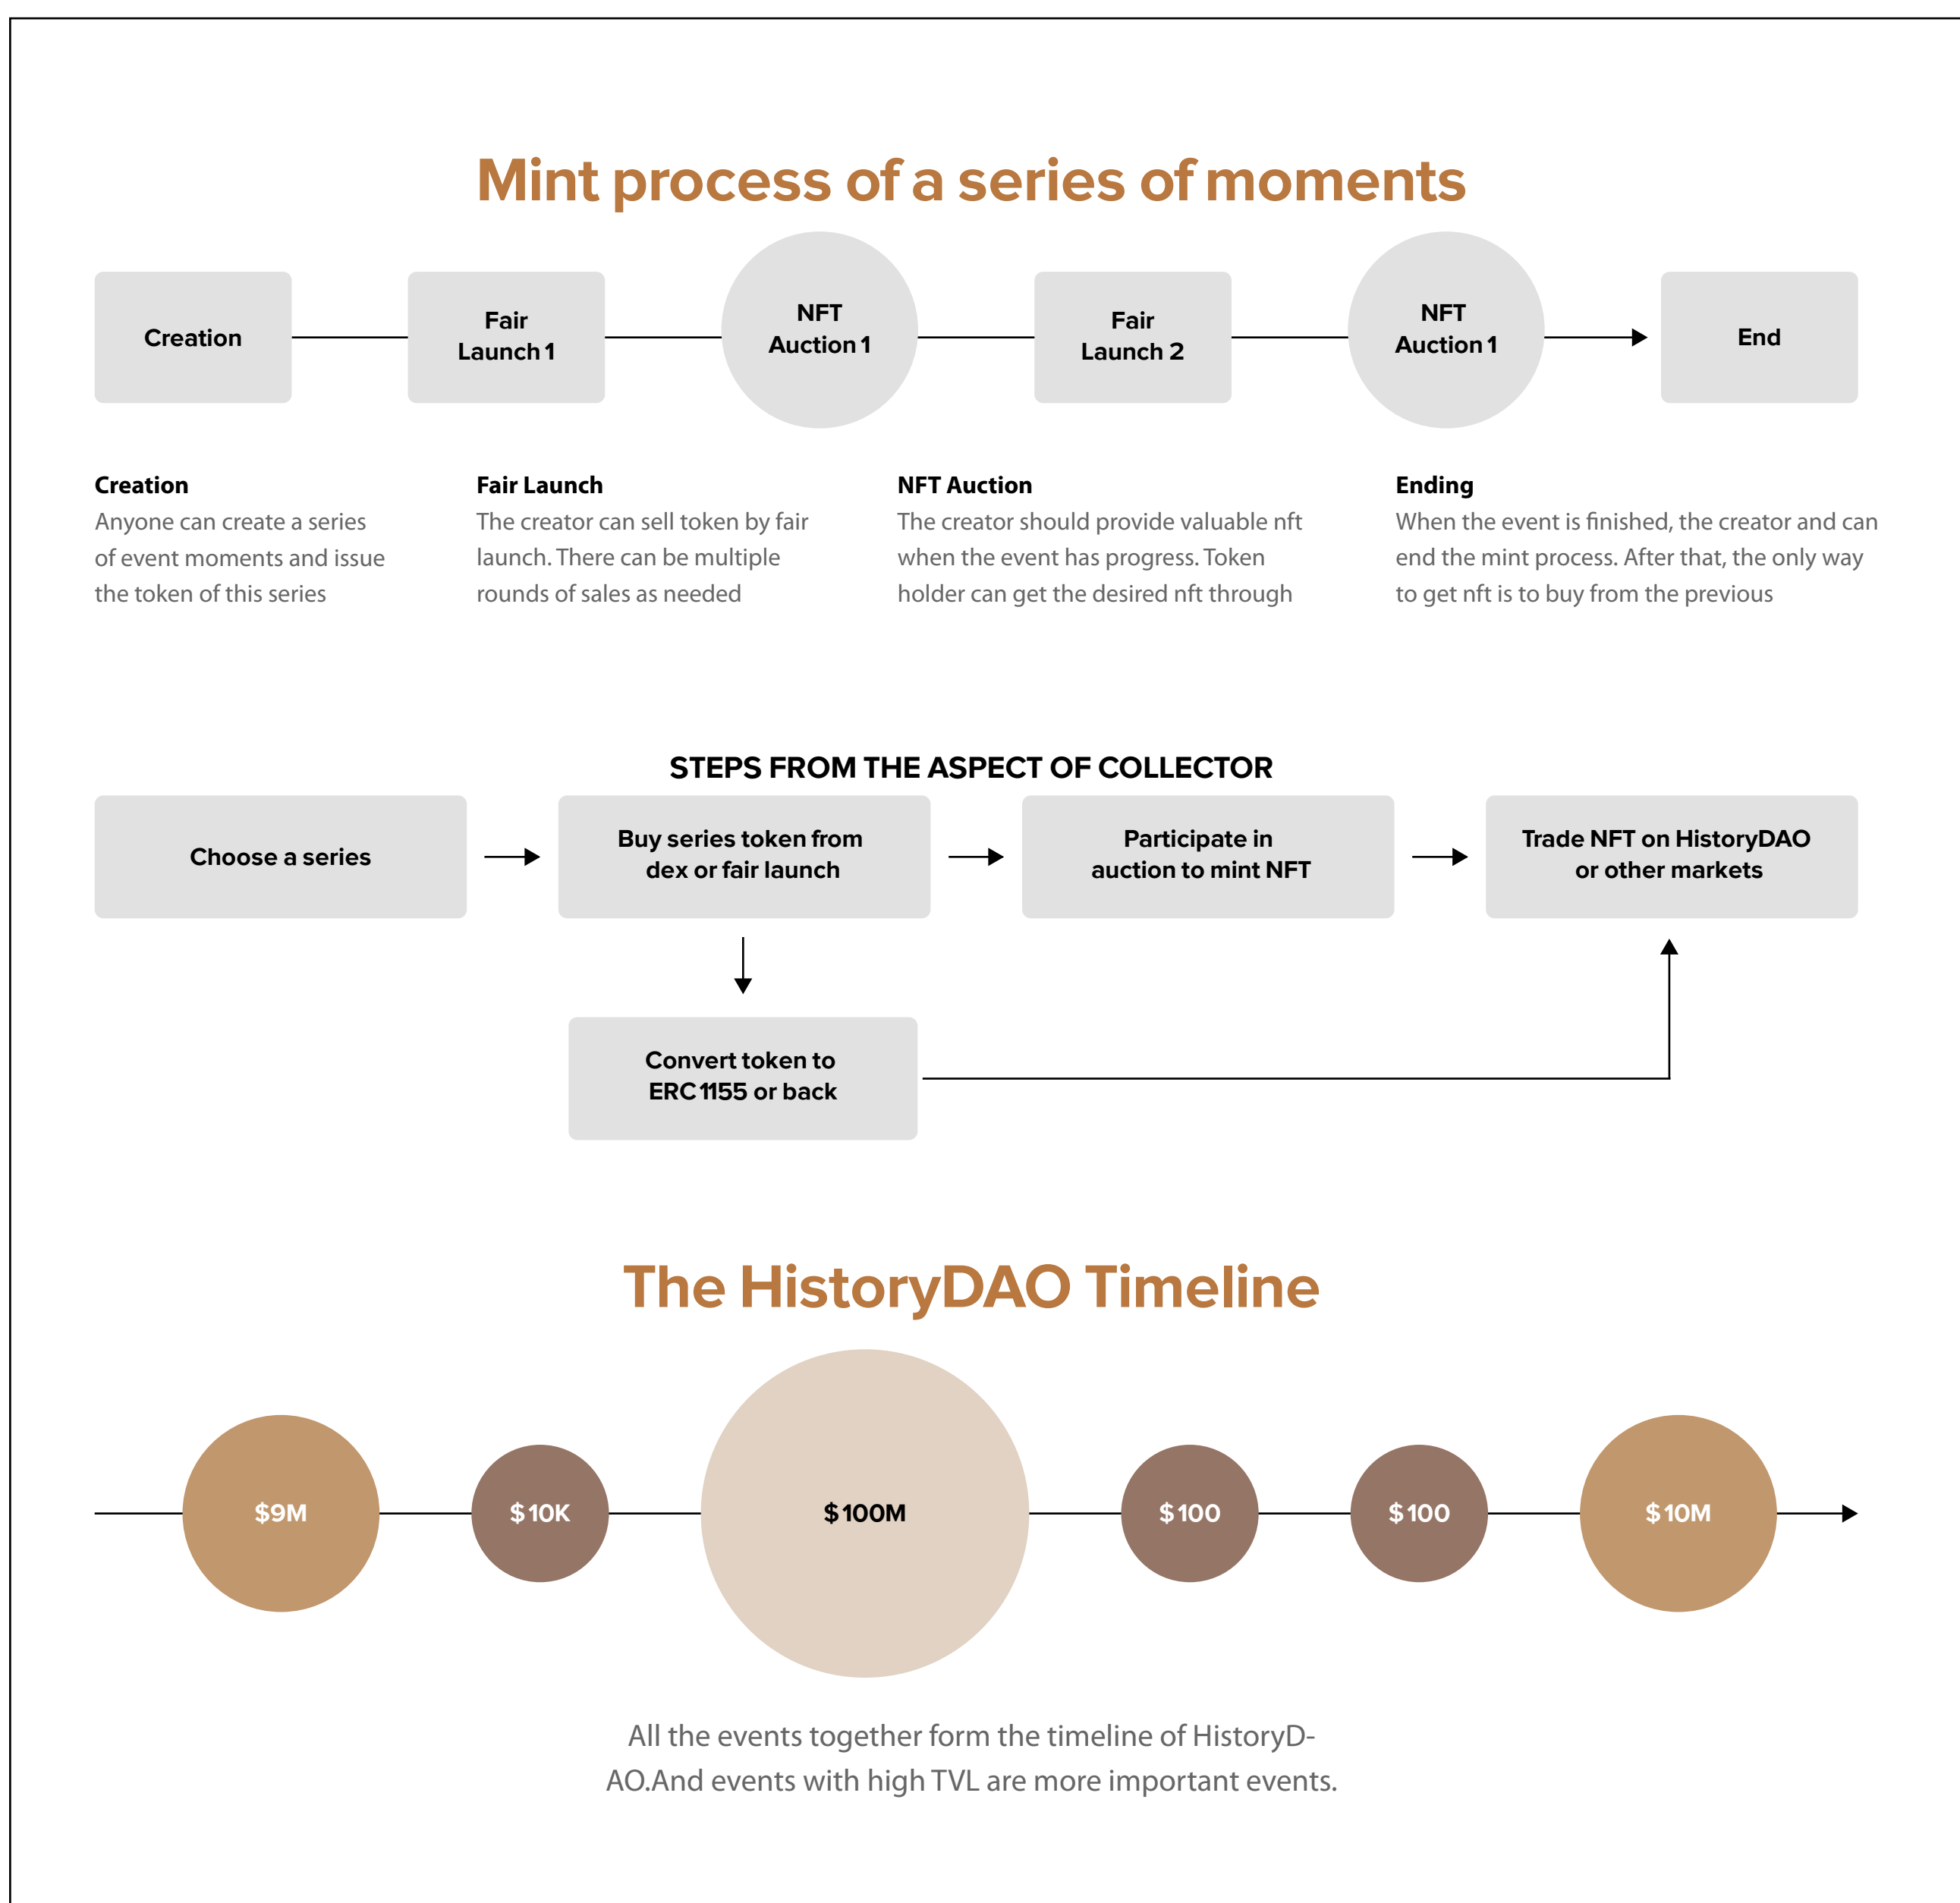 Mint process of a series of moments
Creation
Fair
Launch 1
NFT
Auction 1
Fair
Launch 2
NFT
Auction 1
End
Creation
Anyone can create a series
of event moments and issue
the token of this series
Fair Launch
The creator can sell token by fair
launch. There can be multiple
rounds of sales as needed
NFT Auction
The creator should provide valuable nft
when the event has progress. Token
holder can get the desired nft through
Ending
When the event is finished, the creator and can
end the mint process. After that, the only way
to get nft is to buy from the previous
STEPS FROM THE ASPECT OF COLLECTOR
Choose a series
Buy series token from
dex or fair launch
Participate in
auction to mint NFT
Trade NFT on HistoryDAO
or other markets
Convert token to
ERC 1155 or back
The HistoryDAO Timeline
$9M
$10K
$100M
$100
$100
$10M
All the events together form the timeline of HistoryD-
AO.And events with high TVL are more important events.